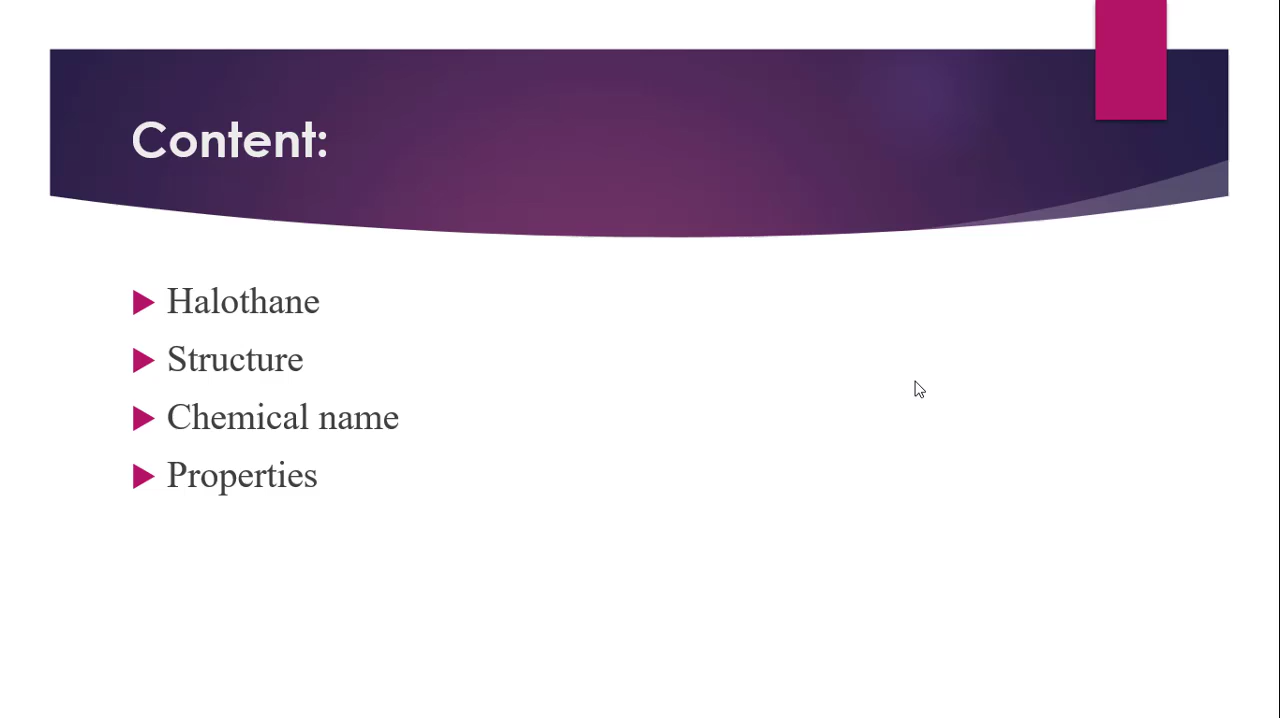 Content:
Halothane
Structure
Chemical name
Properties